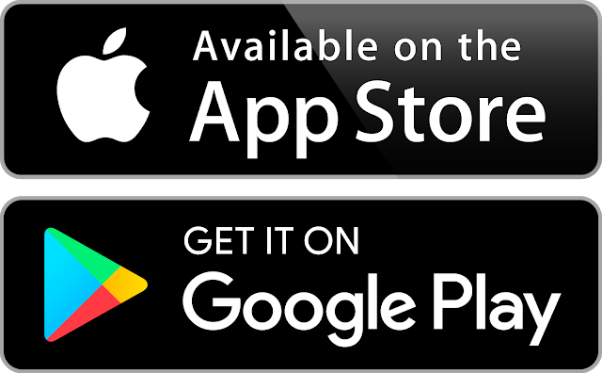 Available on the
App Store
GET IT ON
Google Play